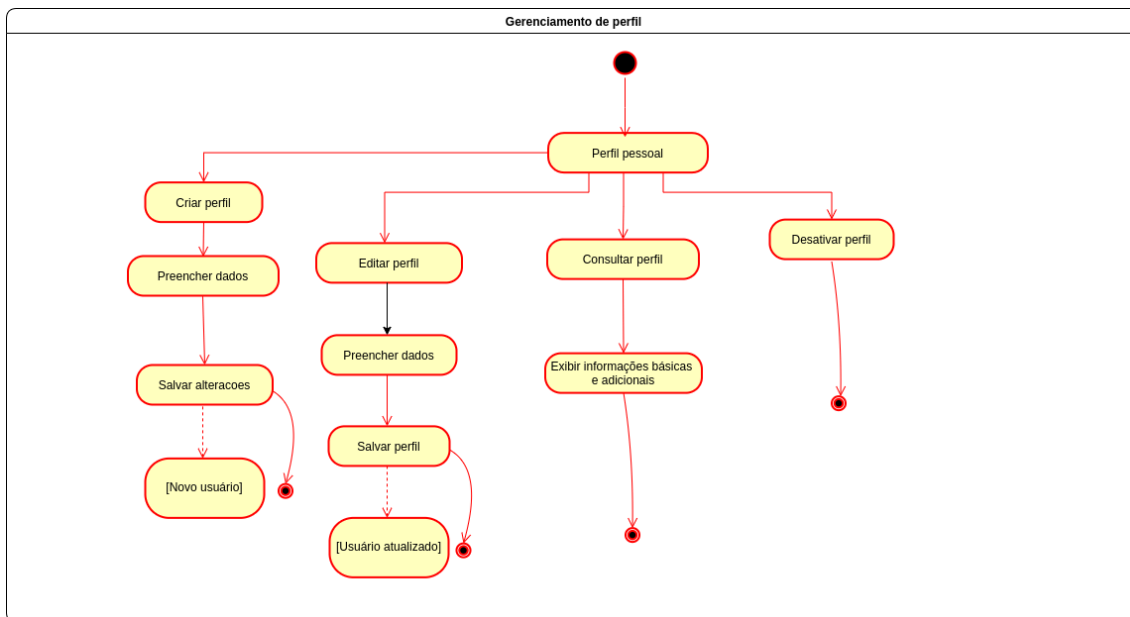 Gerenciamento de perfil
Perfil pessoal
Criar perfil
Preencher dados
Salvar alteracoes
[Novo usuário]
Editar perfil
Preencher dados
Salvar perfil
[Usuário atualizado]
Consultar perfil
Exibir informações básicas
e adicionais
Desativar perfil